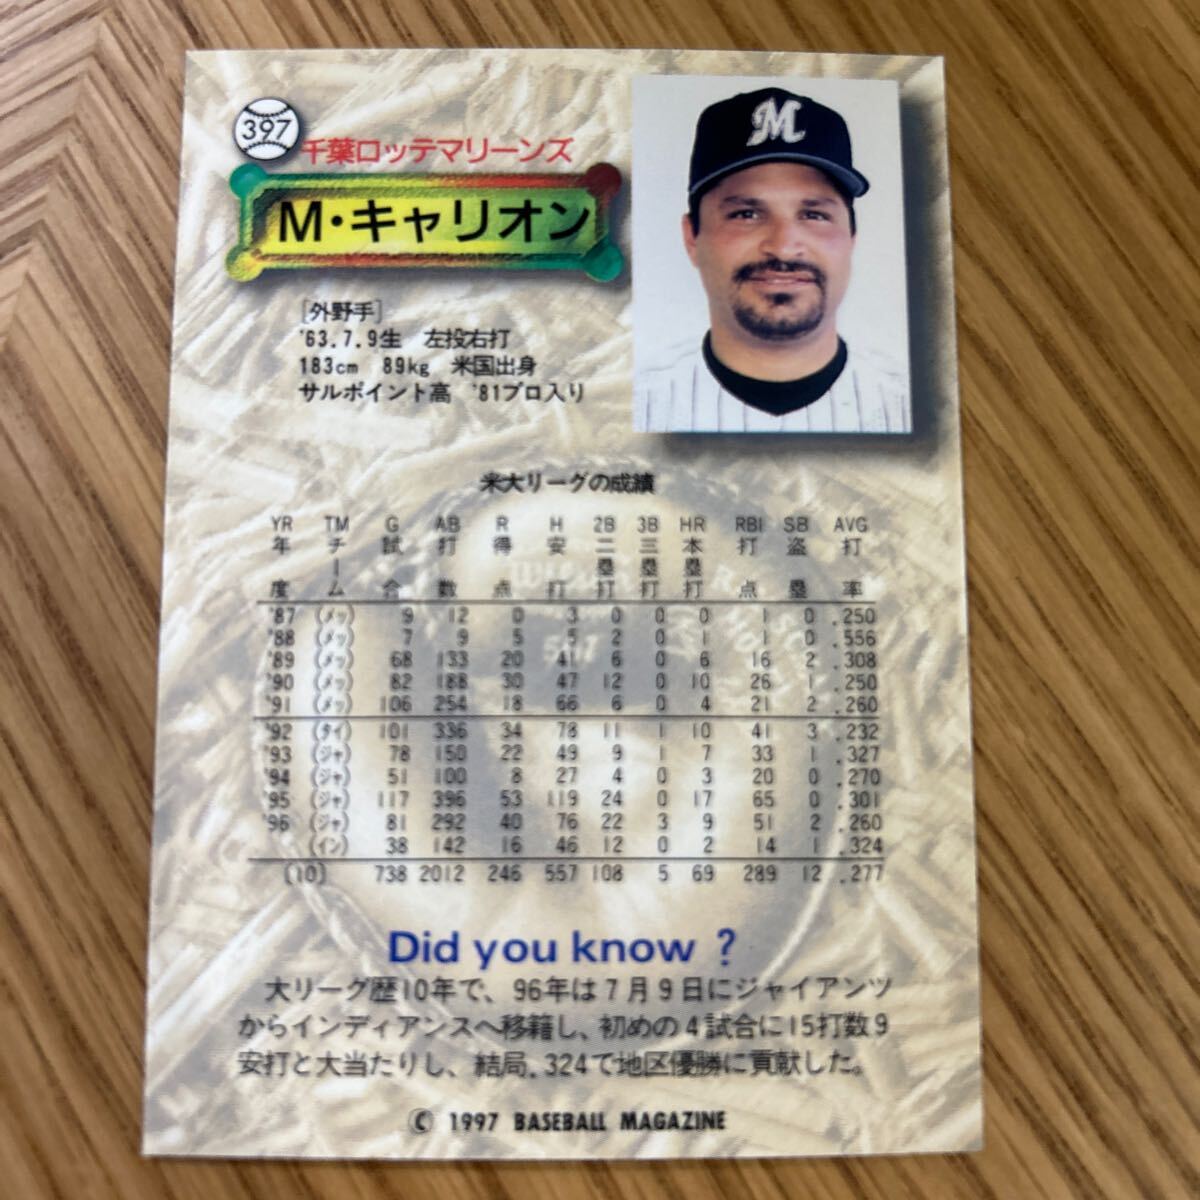 397
千葉ロッテマリーンズ
M・キャリオン
M
[外野手]
'63.7.9生 左投右打
183cm 89kg 米国出身
サルポイント高 '81プロ入り
米大リーグの成績
YR TM G AB R H 2B 3B HR RBI SB AVG
年度 チーム 試合 打数 得点 安打 二塁打 三塁打 本塁打 打点 盗塁 打率
'87 (メッ) 9 12 0 3 0 0 0 1 0 .250
'88 (メッ) 7 9 5 5 2 0 1 1 0 .556
'89 (メッ) 68 133 20 41 6 0 6 16 2 .308
'90 (メッ) 82 188 30 47 12 0 10 26 1 .250
'91 (メッ) 106 254 18 66 6 0 4 21 2 .260
'92 (タイ) 101 336 34 78 11 1 10 41 3 .232
'93 (ジャ) 78 150 22 49 9 1 7 33 1 .327
'94 (ジャ) 51 100 8 27 4 0 3 20 0 .270
'95 (ジャ) 117 396 53 119 24 0 17 65 0 .301
'96 (ジャ) 81 292 40 76 22 3 9 51 2 .260
(イン) 38 142 16 46 12 0 2 14 1 .324
[10] 738 2012 246 557 108 5 69 289 12 .277
Did you know ?
大リーグ歴10年で、96年は7月9日にジャイアンツ
からインディアンスへ移籍し、初めの4試合に15打数9
安打と大当たりし、結局.324で地区優勝に貢献した。
© 1997 BASEBALL MAGAZINE